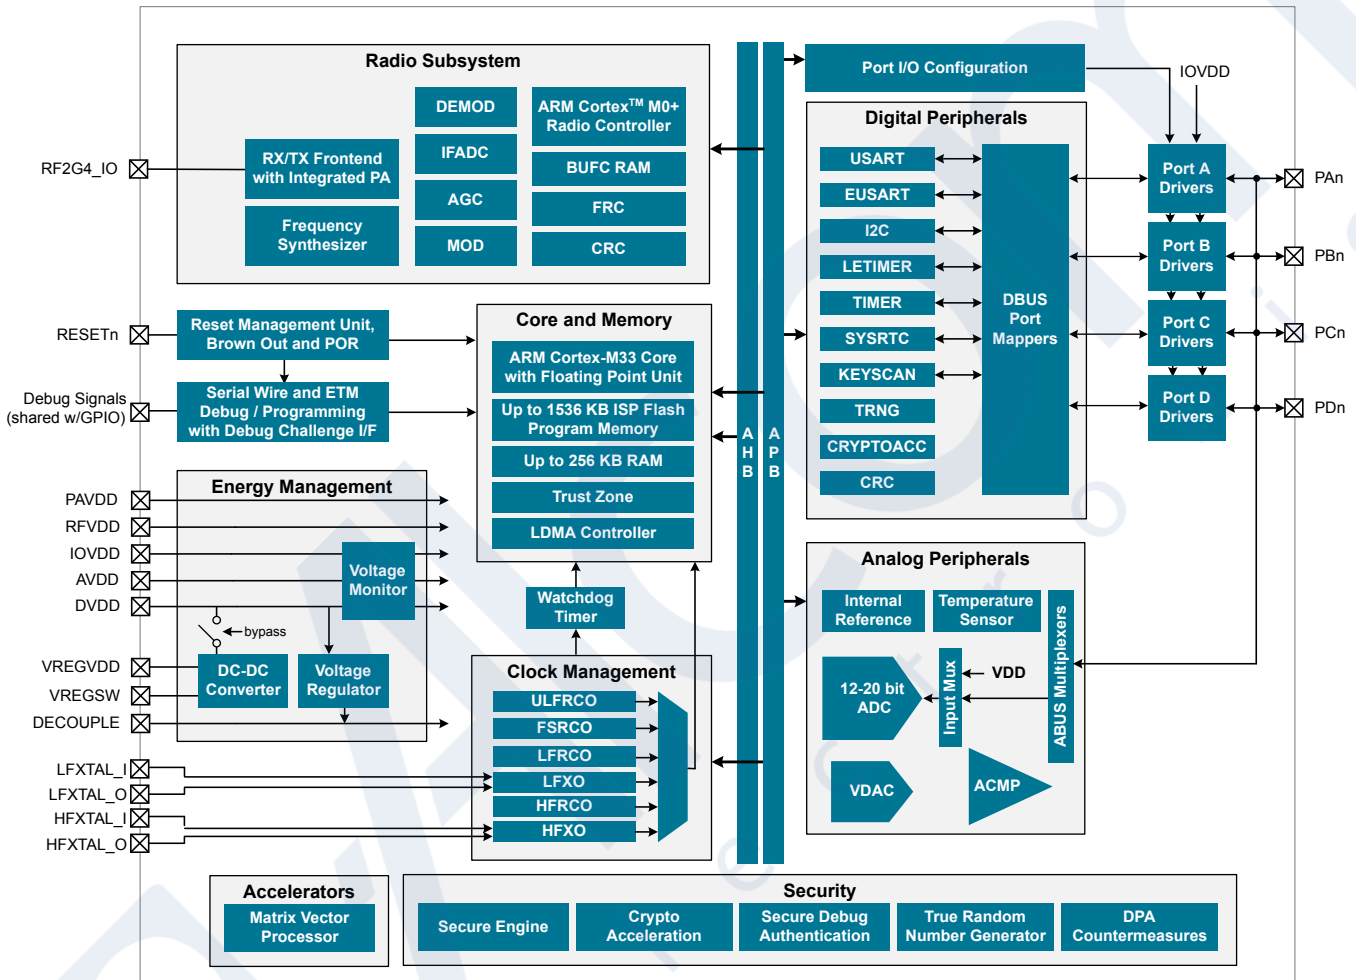 Radio Subsystem
DEMOD
IFADC
AGC
MOD
ARM Cortex™ M0+
Radio Controller
BUFC RAM
FRC
CRC
RX/TX Frontend
with Integrated PA
Frequency
Synthesizer
RF2G4_IO
RESETn
Reset Management Unit,
Brown Out and POR
Debug Signals
(shared w/GPIO)
Serial Wire and ETM
Debug / Programming
with Debug Challenge I/F
Core and Memory
ARM Cortex-M33 Core
with Floating Point Unit
Up to 1536 KB ISP Flash
Program Memory
Up to 256 KB RAM
Trust Zone
LDMA Controller
Energy Management
PAVDD
RFVDD
IOVDD
AVDD
DVDD
Voltage
Monitor
bypass
VREGVDD
VREGSW
DECOUPLE
DC-DC
Converter
Voltage
Regulator
Watchdog
Timer
Clock Management
ULFRCO
FSRCO
LFRCO
LFXO
HFRCO
HFXO
LFXTAL_I
LFXTAL_O
HFXTAL_I
HFXTAL_O
A
H
B
A
P
B
Port I/O Configuration
IOVDD
Digital Peripherals
USART
EUSART
I2C
LETIMER
TIMER
SYSRTC
KEYSCAN
TRNG
CRYPTOACC
CRC
DBUS
Port
Mappers
Port A
Drivers
Port B
Drivers
Port C
Drivers
Port D
Drivers
PAn
PBn
PCn
PDn
Analog Peripherals
Internal
Reference
Temperature
Sensor
12-20 bit
ADC
Input Mux
VDD
ABUS Multiplexers
VDAC
ACMP
Accelerators
Matrix Vector
Processor
Security
Secure Engine
Crypto
Acceleration
Secure Debug
Authentication
True Random
Number Generator
DPA
Countermeasures